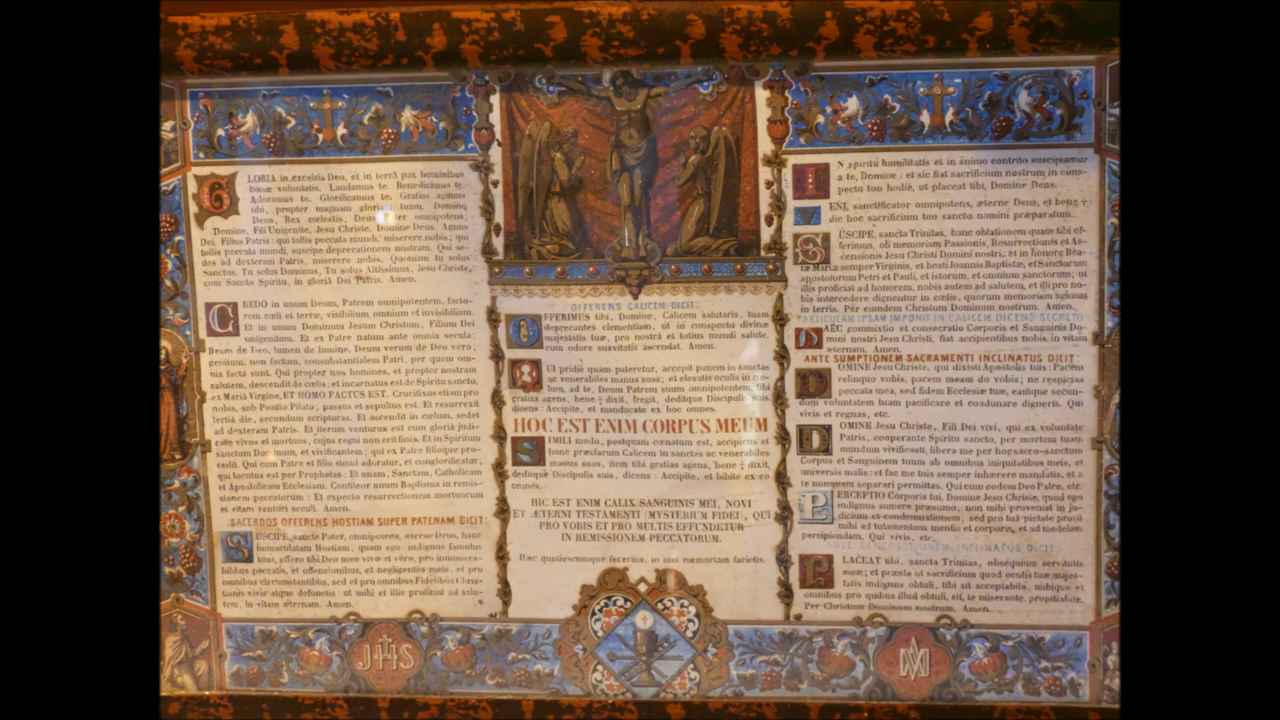 GLORIA in excelsis Deo, et in terrâ pax hominibus
bonæ voluntatis. Laudamus te. Benedicimus te.
Adoramus te. Glorificamus te. Gratias agimus
tibi, propter magnam gloriam tuam. Domine
Deus, Rex cœlestis, Deus omnipotens;
Domine, Fili Unigenite, Jesu Christe, Domine Deus, Agnus
Dei, Filius Patris: qui tollis peccata mundi, miserere nobis; qui
tollis peccata mundi, suscipe deprecationem nostram. Qui se-
des ad dexteram Patris, miserere nobis. Quoniam tu solus
Sanctus, Tu solus Dominus, Tu solus Altissimus, Jesu Christe,
Com Sancto Spiritu, in gloriâ Dei Patris. Amen.
CREDO in unum Deum, Patrem omnipotentem, facto-
rem cœli et terræ, visibilium omnium et invisibilium.
Et in unum Dominum Jesum Christum, Filium Dei
unigenitum. Et ex Patre natum ante omnia secula:
Deum de Deo, lumen de lumine, Deum verum de Deo vero;
genitum, non factum, consubstantialem Patri, per quem om-
nia facta sunt. Qui propter nos homines, et propter nostram
salutem, descendit de cœlis; et incarnatus est de Spiritu sancto,
ex Mariâ Virgine, ET HOMO FACTUS EST. Crucifixus etiam pro
nobis, sub Pontio Pilato; passus et sepultus est. Et resurrexit
tertiâ die, secundum scripturas. Et ascendit in cœlum, sedet
ad dexteram Patris. Et iterum venturus est cum gloriâ judi-
care vivos et mortuos; cujus regni non erit finis. Et in Spiritum
sanctum Dominum, et vivificantem; qui ex Patre filioque pro-
cedit. Qui com Patre et filio simul adoratur, et conglorificatur;
qui locutus est per Prophetas; Et unam, Sanctam, Catholicam
et Apostolicam Ecclesiam. Confiteor unum Baptisma in remis-
sionem peccatorum: Et expecto resurrectionem mortuorum
et vitam venturi seculi. Amen.
SACERDOS OFFERENS HOSTIAM SUPER PATENAM DICIT:
SUSCIPE, sancte Pater, omnipotens, æterne Deus, hanc
immaculatam Hostiam, quam ego indignus famulus
tuus, offero tibi Deo meo vivo et vero, pro innumera-
bilibus peccatis, et offensionibus, et negligentiis meis, et pro
omnibus circumstantibus, sed et pro omnibus Fidelibus Chris-
tianis vivis atque defunctis: ut mihi et illis proficiat ad salu-
tem, in vitam æternam. Amen.
OFFERENS CALICEM DICIT:
OFFERIMUS tibi, Domine, Calicem salutaris, tuam
deprecantes clementiam, ut in conspectu divinæ
majestatis tuæ, pro nostrâ et totius mundi salute,
cum odore suavitatis ascendat. Amen.
QUI pridiè quam pateretur, accepit panem in sanctas
ac venerabiles manus suas; et elevatis oculis in cœ-
lum, ad te, Deum Patrem suum omnipotentem, tibi
gratias agens, bene ‡ dixit, fregit, deditque Discipulis suis,
dicens: Accipite, et manducate ex hoc omnes.
HOC EST ENIM CORPUS MEUM
SIMILI modo, postquam cœnatum est, accipiens et
hunc præclarum Calicem in sanctas ac venerabiles
manus suas, item tibi gratias agens, bene ‡ dixit,
deditque Discipulis suis, dicens: Accipite, et bibite ex eo
omnes.
HIC EST ENIM CALIX SANGUINIS MEI, NOVI
ET ÆTERNI TESTAMENTI (MYSTERIUM FIDEI), QUI
PRO VOBIS ET PRO MULTIS EFFUNDETUR
IN REMISSIONEM PECCATORUM.
Hæc quotiescumque feceritis, in mei memoriam facietis.
IN spiritu humilitatis et in animo contrito suscipiamur
a te, Domine: et sic fiat sacrificium nostrum in cons-
pectu tuo hodiè, ut placeat tibi, Domine Deus.
VENI, sanctificator omnipotens, æterne Deus, et bene ‡
dic hoc sacrificium tuo sancto nomini præparatum.
SUSCIPE, sancta Trinitas, hanc oblationem quam tibi of-
ferimus, ob memoriam Passionis, Resurrectionis et As-
censionis Jesu Christi Domini nostri; et in honore Bea-
tæ Mariæ semper Virginis, et beati Joannis Baptistæ, et Sanctorum
apostolorum Petri et Pauli, et istorum, et omnium sanctorum; ut
illis proficiat ad honorem, nobis autem ad salutem, et illi pro no-
bis intercedere dignentur in cœlis, quorum memoriam agimus
in terris. Per eundem Christum Dominum nostrum. Amen.
PARTICULAM IPSAM IMPONIT IN CALICEM, DICENS SECRETO
HAEC commixtio et consecratio Corporis et Sanguinis Do-
mini nostri Jesu Christi, fiat accipientibus nobis in vitam
æternam. Amen.
ANTE SUMPTIONEM SACRAMENTI INCLINATUS DICIT:
DOMINE Jesu Christe, qui dixisti Apostolis tuis: Pacem
relinquo vobis, pacem meam do vobis; ne respicias
peccata mea, sed fidem Ecclesiæ tuæ, eamque secun-
dum voluntatem tuam pacificare et coadunare digneris. Qui
vivis et regnas, etc.
DOMINE Jesu Christe, Fili Dei vivi, qui ex voluntate
Patris, cooperante Spiritu sancto, per mortem tuam
mundum vivificasti, libera me per hoc sacro-sanctum
Corpus et Sanguinem tuum ab omnibus iniquitatibus meis, et
universis malis: et fac me tuis semper inhærere mandatis, et a
te nunquam separari permittas. Qui cum eodem Deo Patre, etc.
PERCEPTIO Corporis tui, Domine Jesu Christe, quod ego
indignus sumere præsumo, non mihi proveniat in ju-
dicium et condemnationem; sed pro tuâ pietate prosit
mihi ad tutamentum mentis et corporis, et ad medelam
percipiendam. Qui vivis, etc.
PLACEAT tibi, sancta Trinitas, obsequium servitutis
meæ; et præsta ut sacrificium quod oculis tuæ majes-
tatis indignus obtuli, tibi sit acceptabile, mihique et
omnibus pro quibus illud obtuli, sit, te miserante, propitiabile.
Per Christum Dominum nostrum. Amen.
JHS